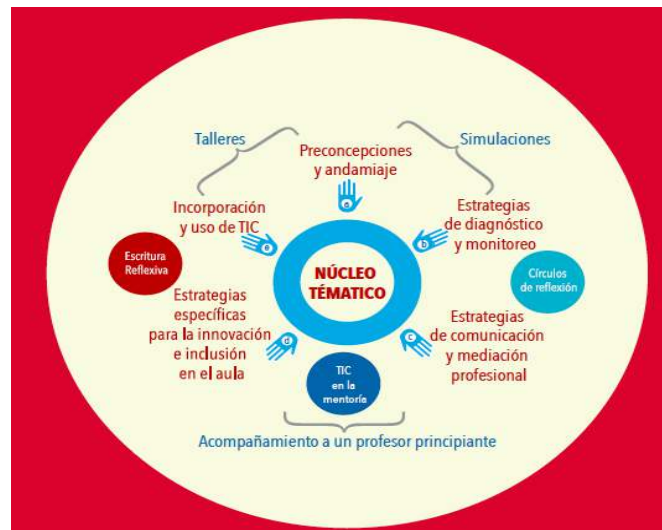 Talleres
Simulaciones
Preconcepciones
y andamiaje
a
Incorporación
y uso de TIC
e
Estrategias
de diagnóstico
y monitoreo
b
Escritura
Reflexiva
NÚCLEO
TÉMATICO
Círculos
de reflexión
Estrategias
específicas
para la innovación
e inclusión
en el aula
d
Estrategias
de comunicación
y mediación
profesional
c
TIC
en la
mentoría
Acompañamiento a un profesor principiante